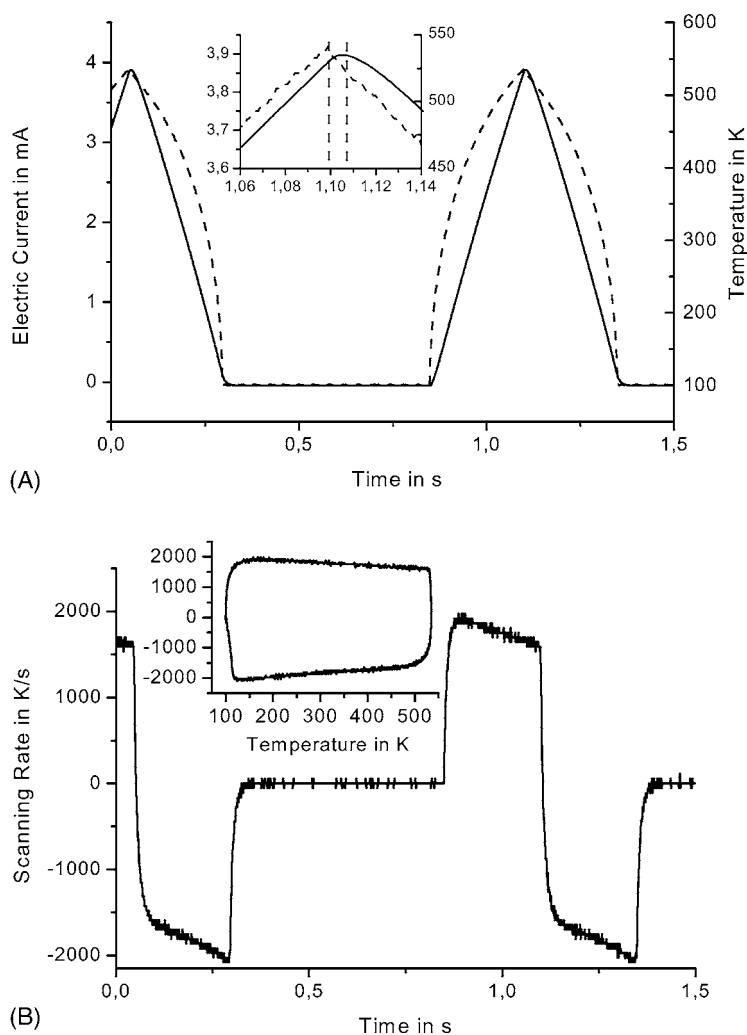 3,9
3,8
3,7
3,6
1,06 1,08 1,10 1,12 1,14
550
500
450
4
3
2
1
0
Electric Current in mA
600
500
400
300
200
100
Temperature in K
0,0 0,5 1,0 1,5
Time in s
(A)
2000
1000
0
-1000
-2000
100 200 300 400 500
Temperature in K
2000
1000
0
-1000
-2000
Scanning Rate in K/s
0,0 0,5 1,0 1,5
Time in s
(B)